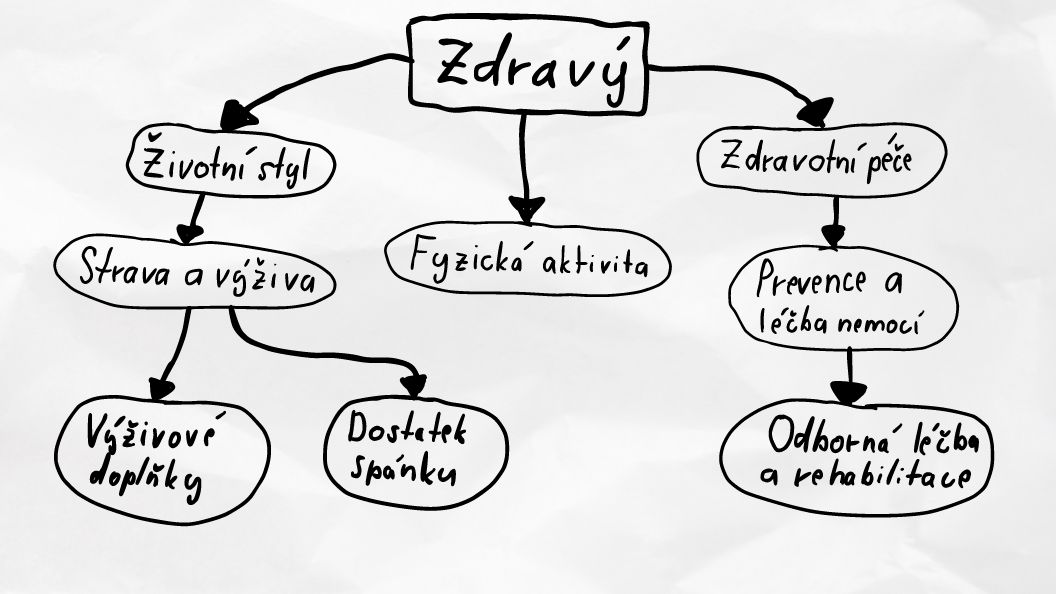 Zdravý
Životní styl
Zdravotní péče
Strava a výživa
Fyzická aktivita
Prevence a
léčba nemocí
Výživové
doplňky
Dostatek
spánku
Odborná léčba
a rehabilitace